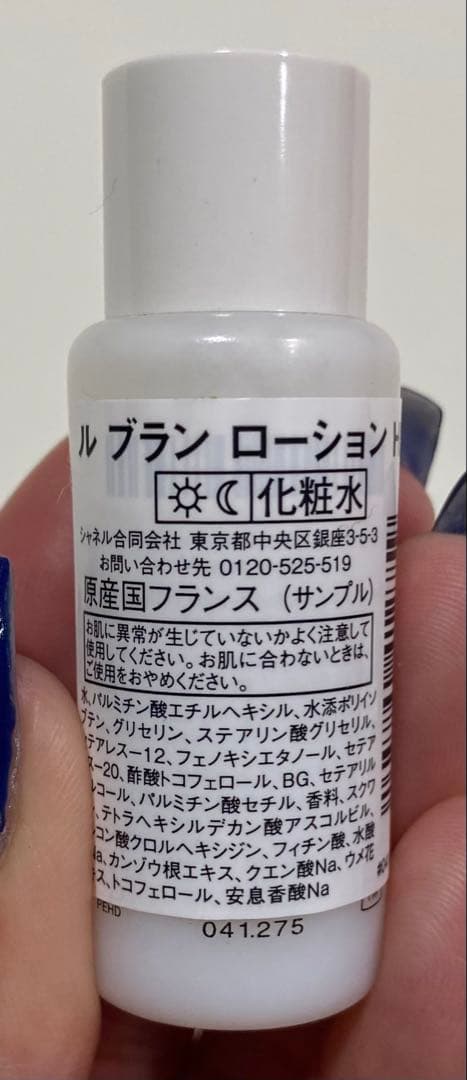 ル ブラン ローション
化粧水
シャネル合同会社 東京都中央区銀座3-5-3
お問い合わせ先 0120-525-519
原産国フランス (サンプル)
お肌に異常が生じていないかよく注意して
使用してください。お肌に合わないときは、
ご使用をおやめください。
水、パルミチン酸エチルヘキシル、水添ポリイソ
ブテン、グリセリン、ステアリン酸グリセリル、
セテアレス－12、フェノキシエタノール、セテア
レス－20、酢酸トコフェロール、BG、セテアリル
アルコール、パルミチン酸セチル、香料、スクワ
、テトラヘキシルデカン酸アスコルビル、
ルコン酸クロルヘキシジン、フィチン酸、水酸
Na、カンゾウ根エキス、クエン酸Na、ウメ花
キス、トコフェロール、安息香酸Na
PEHD
041.275